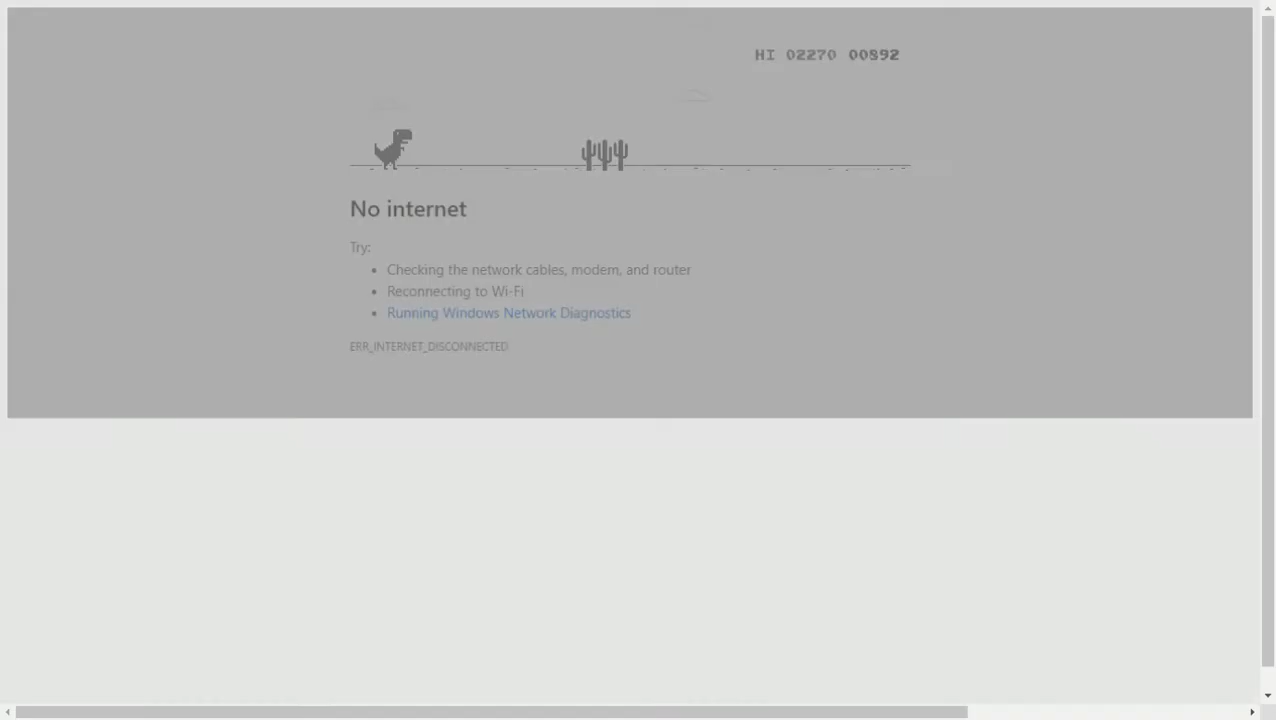 HI 02270 00892
No internet
Try:
• Checking the network cables, modem, and router
• Reconnecting to Wi-Fi
• Running Windows Network Diagnostics
ERR_INTERNET_DISCONNECTED